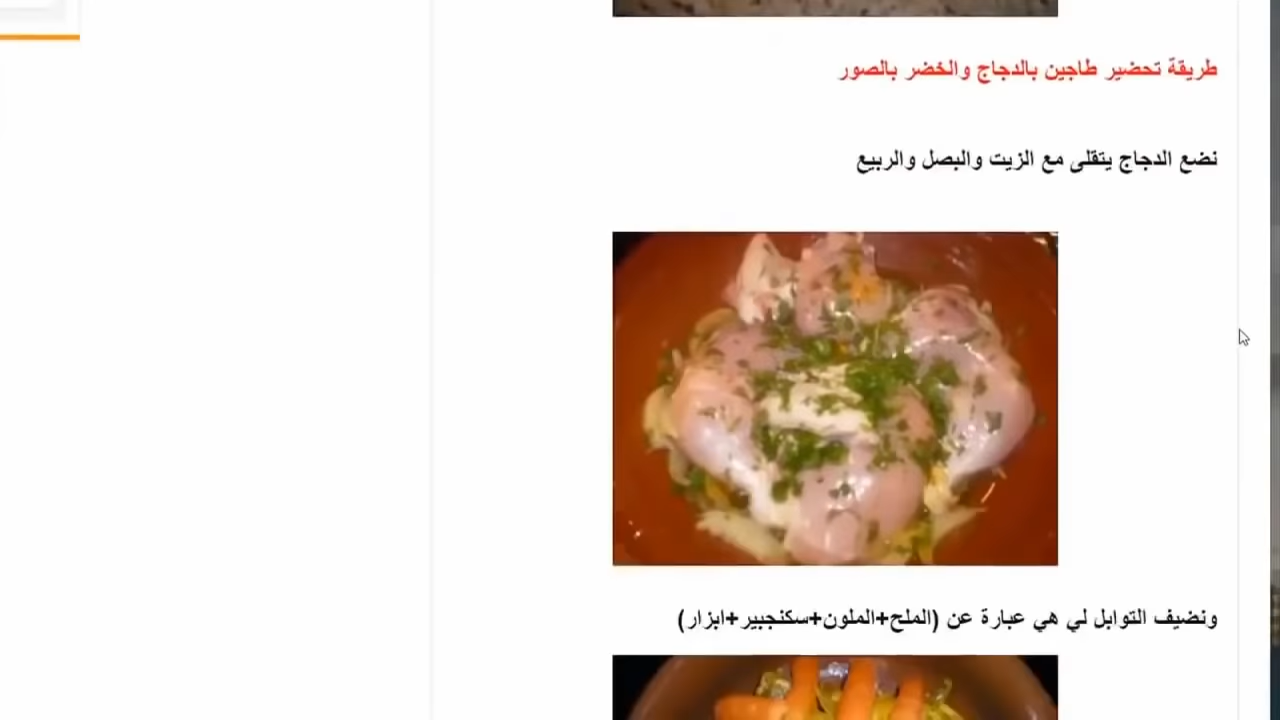 طريقة تحضير طاجين بالدجاج والخضر بالصور
نضع الدجاج يتقلى مع الزيت والبصل والربيع
ونضيف التوابل لي هي عبارة عن (الملح+الملون+سكنجبير+ابزار)